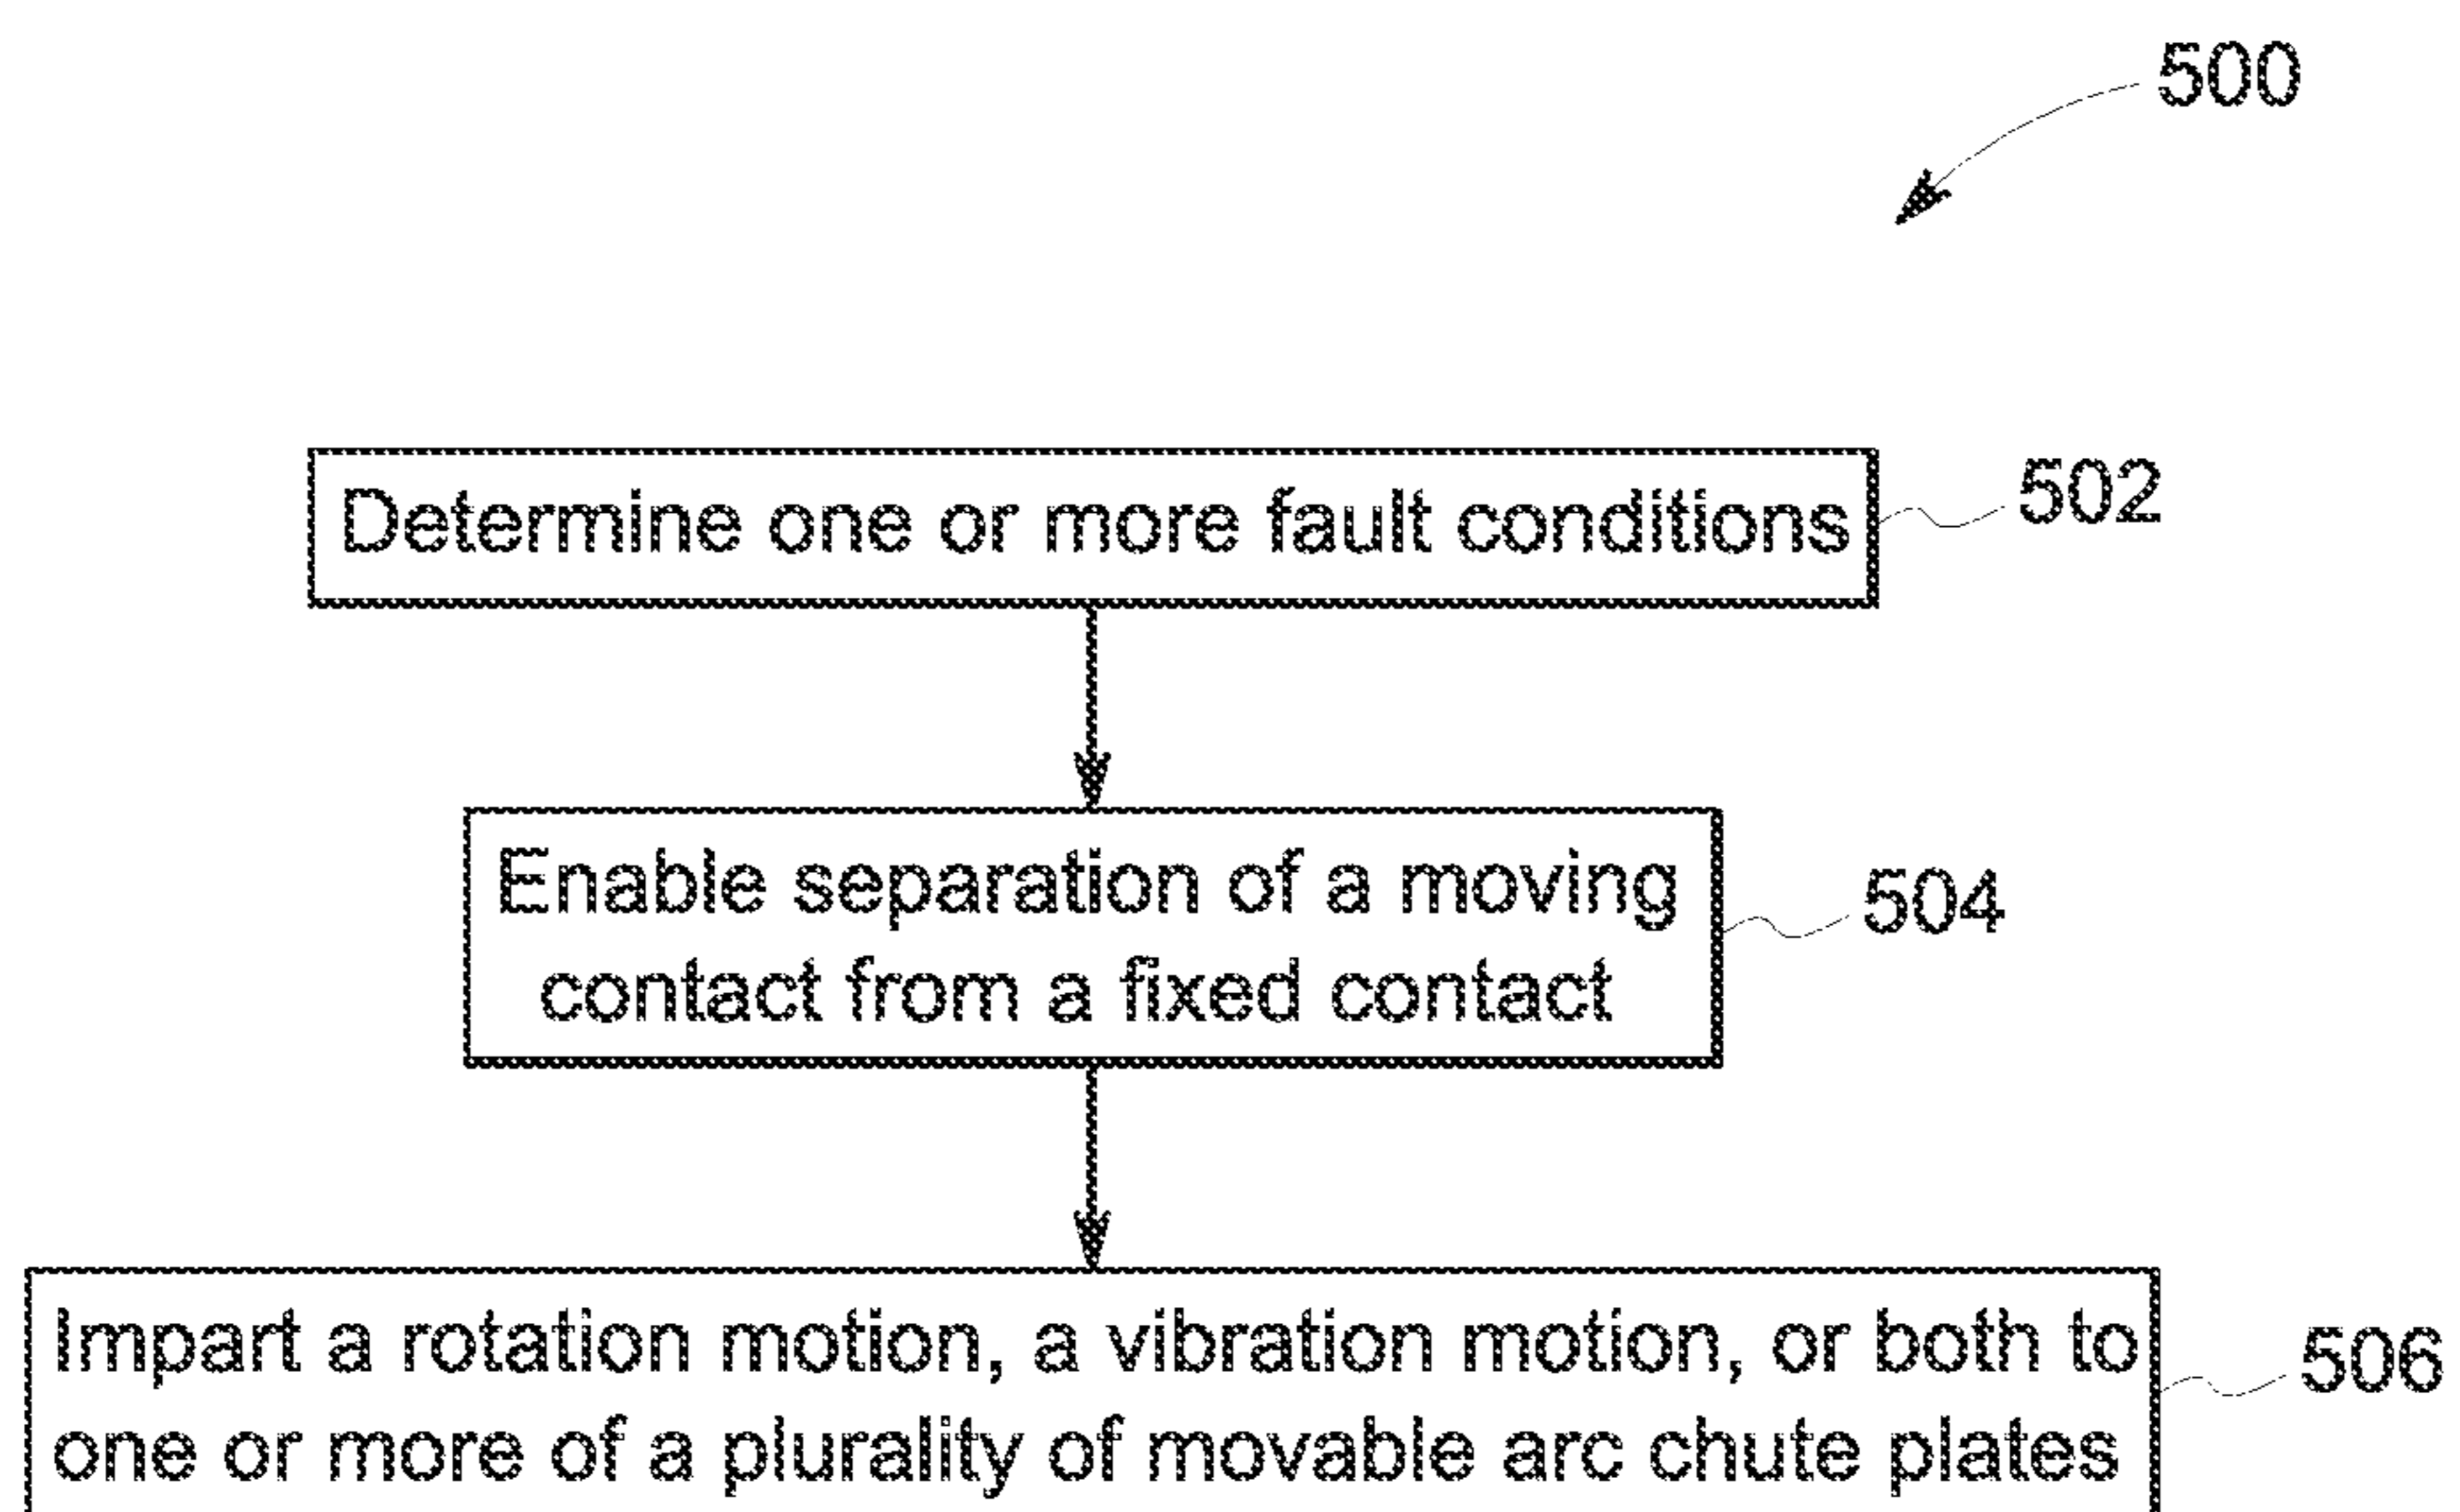 500
Determine one or more fault conditions
502
Enable separation of a moving
contact from a fixed contact
504
Impart a rotation motion, a vibration motion, or both to
one or more of a plurality of movable arc chute plates
506